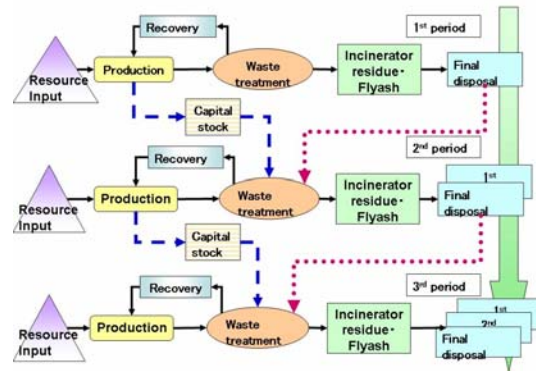 Recovery
1st period
Resource
Input
Production
Waste
treatment
Incinerator
residue・
Flyash
Final
disposal
Capital
stock
Recovery
2nd period
1st
Resource
Input
Production
Waste treatment
Incinerator
residue・
Flyash
Final
disposal
Capital
stock
Recovery
3rd period
1st
2nd
Resource
Input
Production
Waste
treatment
Incinerator
residue・
Flyash
Final
disposal